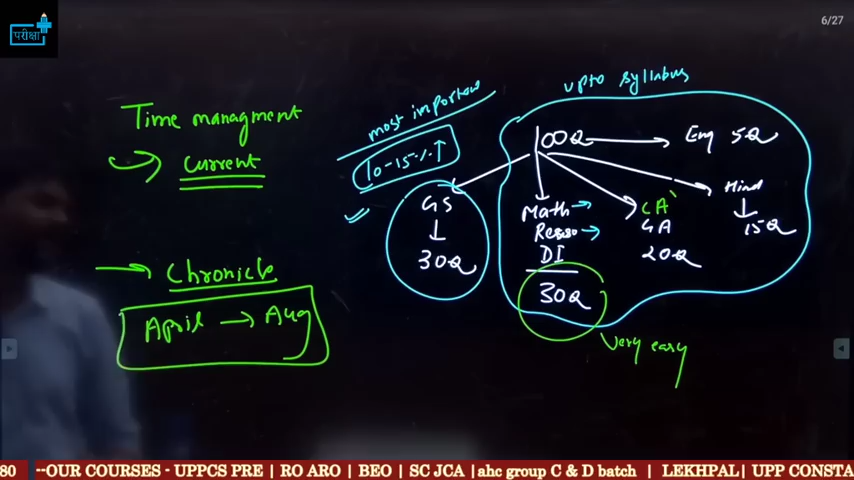 परीक्षा
6/27
Time managment
Current
Chronicle
April → Aug
most important
10-15% ↑
GS
↓
30Q
upto syllabus
100Q → Eng 5Q
Math →
Reaso →
DI
30Q
very easy
CA
GA
20Q
Hind
↓
15Q
80 --OUR COURSES - UPPCS PRE | RO ARO | BEO | SC JCA |ahc group C & D batch | LEKHPAL| UPP CONSTA